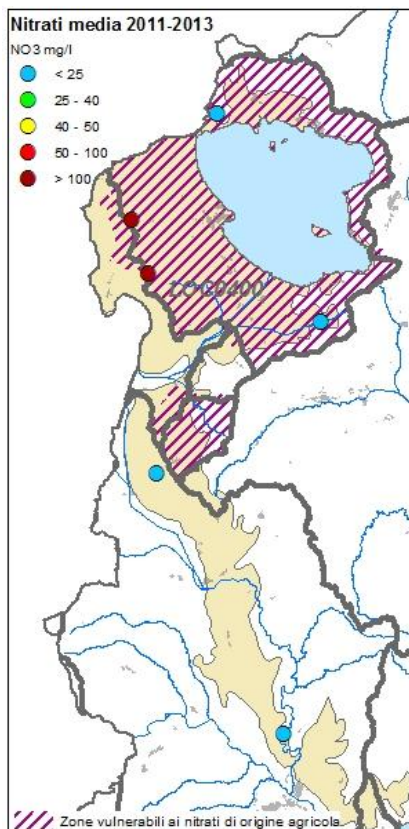 Nitrati media 2011-2013
NO3 mg/l
< 25
25 - 40
40 - 50
50 - 100
> 100
Zone vulnerabili ai nitrati di origine agricola